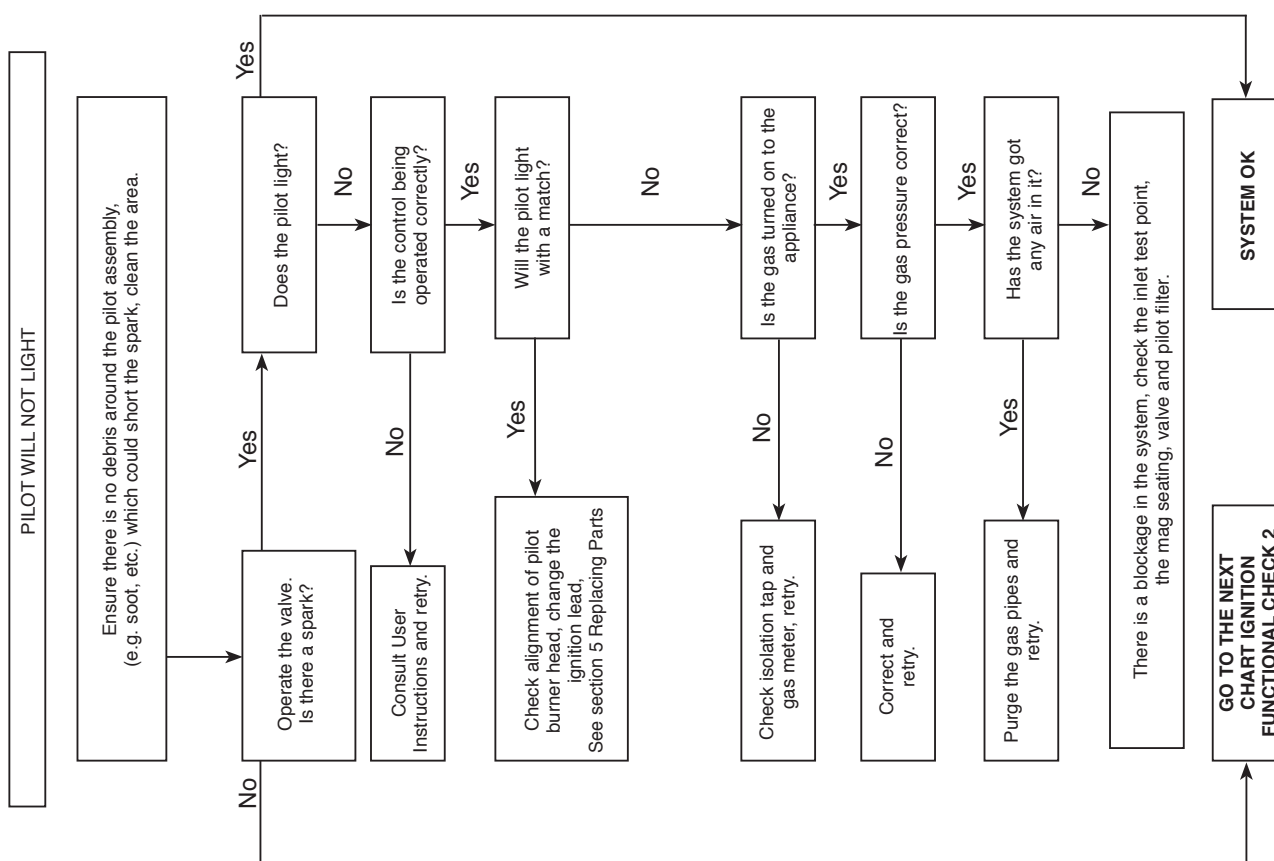 PILOT WILL NOT LIGHT
Ensure there is no debris around the pilot assembly,
(e.g. soot, etc.) which could short the spark, clean the area.
Operate the valve.
Is there a spark?
No
Yes
Does the pilot light?
Yes
No
Is the control being
operated correctly?
No
Consult User
Instructions and retry.
Yes
Will the pilot light
with a match?
Yes
Check alignment of pilot
burner head, change the
ignition lead,
See section 5 Replacing Parts
No
Is the gas turned on to the
appliance?
No
Check isolation tap and
gas meter, retry.
Yes
Is the gas pressure correct?
No
Correct and
retry.
Yes
Has the system got
any air in it?
Yes
Purge the gas pipes and
retry.
No
There is a blockage in the system, check the inlet test point,
the mag seating, valve and pilot filter.
GO TO THE NEXT
CHART IGNITION
FUNCTIONAL CHECK 2
SYSTEM OK